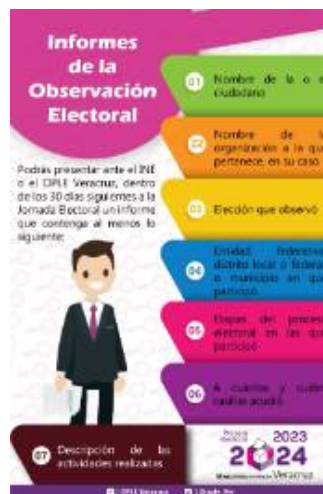 Informes
de la
Observación
Electoral
Podrás presentar ante el INE
o el OPLE Veracruz, dentro
de los 30 días siguientes a la
Jornada Electoral un informe
que contenga al menos lo
siguiente:
01
Nombre de la o
ciudadano
02
Nombre de
organización a la que
pertenece, en su caso
03
Elección que observó
04
Entidad federativa,
distrito local o federal
o municipio en que
participó
05
Etapas del proceso
electoral en las que
participó
06
A cuántas y cuáles
casillas acudió
07
Descripción de las
actividades realizadas
2023
2024
Veracruz
OPLE Veracruz